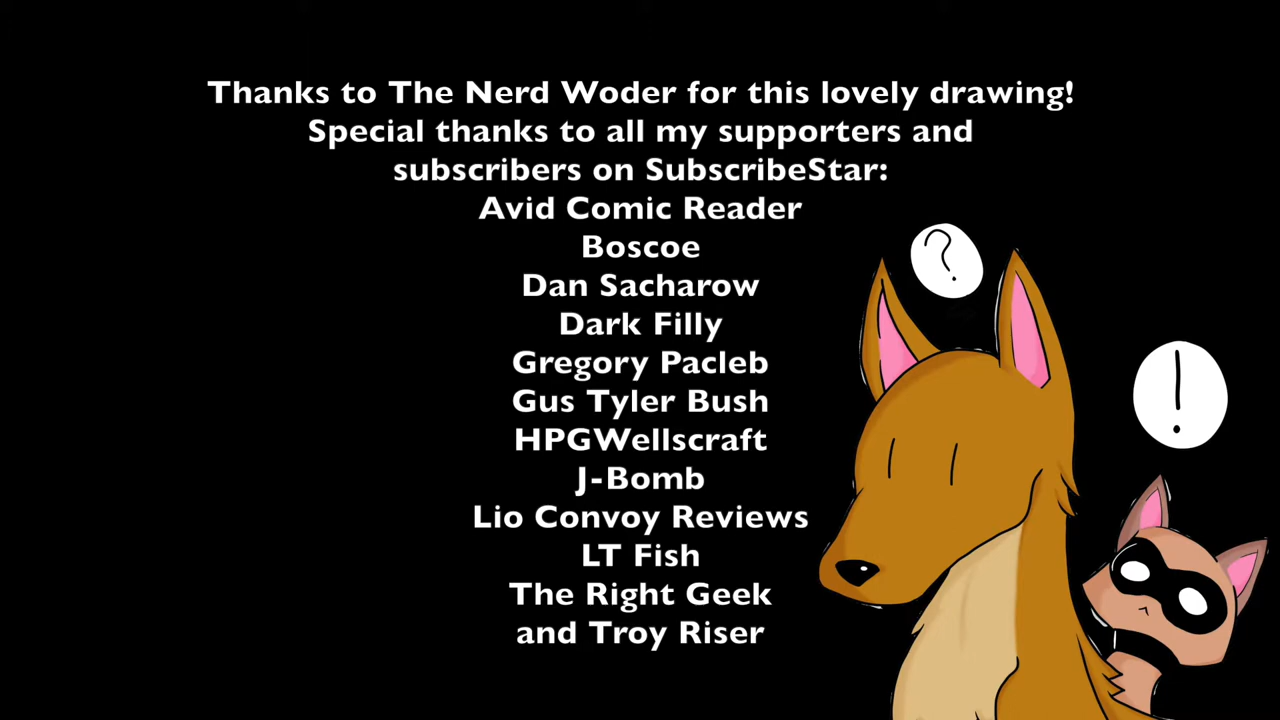 Thanks to The Nerd Woder for this lovely drawing!
Special thanks to all my supporters and
subscribers on SubscribeStar:
Avid Comic Reader
Boscoe
Dan Sacharow
Dark Filly
Gregory Pacleb
Gus Tyler Bush
HPGWellscraft
J-Bomb
Lio Convoy Reviews
LT Fish
The Right Geek
and Troy Riser
?
!